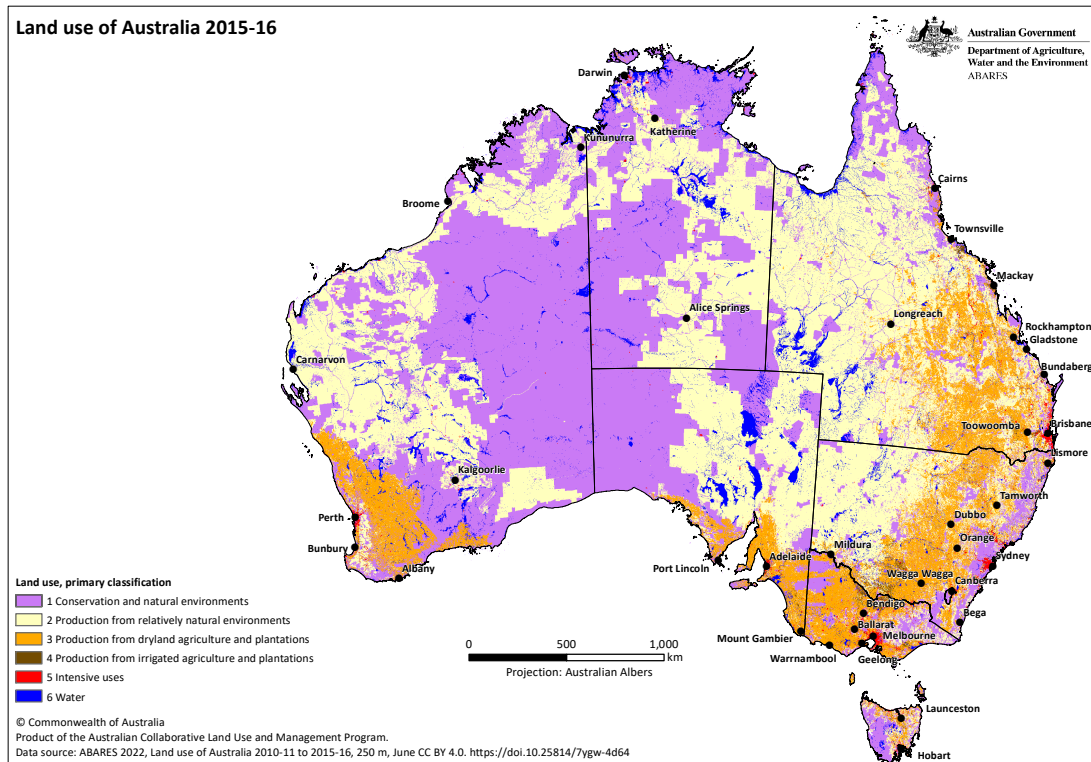 Land use of Australia 2015-16
Australian Government
Department of Agriculture,
Water and the Environment
ABARES
Darwin
Katherine
Kununurra
Cairns
Broome
Townsville
Mackay
Alice Springs
Longreach
Rockhampton
Gladstone
Carnarvon
Bundaberg
Toowoomba
Brisbane
Lismore
Kalgoorlie
Tamworth
Perth
Dubbo
Orange
Bunbury
Mildura
Sydney
Port Lincoln
Adelaide
Albany
Wagga Wagga
Canberra
Bendigo
Bega
Ballarat
Mount Gambier
Melbourne
Warrnambool
Geelong
Launceston
Hobart
Land use, primary classification
1 Conservation and natural environments
2 Production from relatively natural environments
3 Production from dryland agriculture and plantations
4 Production from irrigated agriculture and plantations
5 Intensive uses
6 Water
0 500 1,000
km
Projection: Australian Albers
© Commonwealth of Australia
Product of the Australian Collaborative Land Use and Management Program.
Data source: ABARES 2022, Land use of Australia 2010-11 to 2015-16, 250 m, June CC BY 4.0. https://doi.org/10.25814/7ygw-4d64